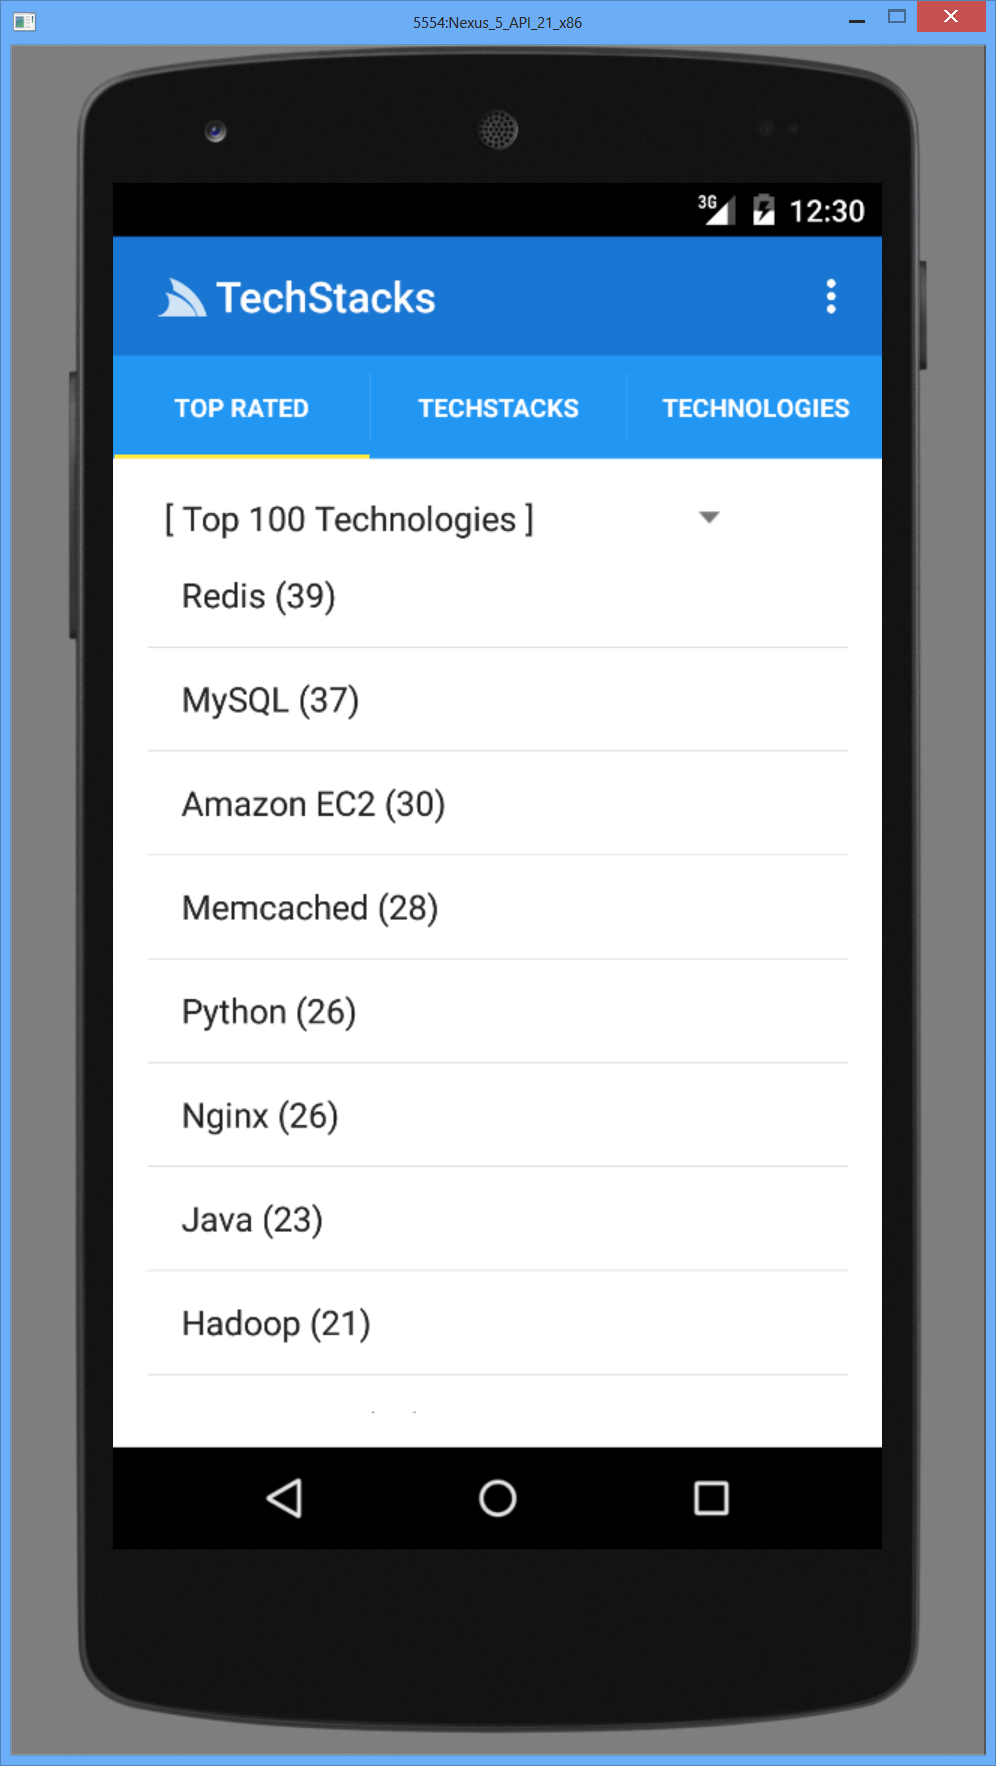 5554:Nexus_5_API_21_x86
3G 12:30
TechStacks
TOP RATED TECHSTACKS TECHNOLOGIES
[ Top 100 Technologies ]
Redis (39)
MySQL (37)
Amazon EC2 (30)
Memcached (28)
Python (26)
Nginx (26)
Java (23)
Hadoop (21)